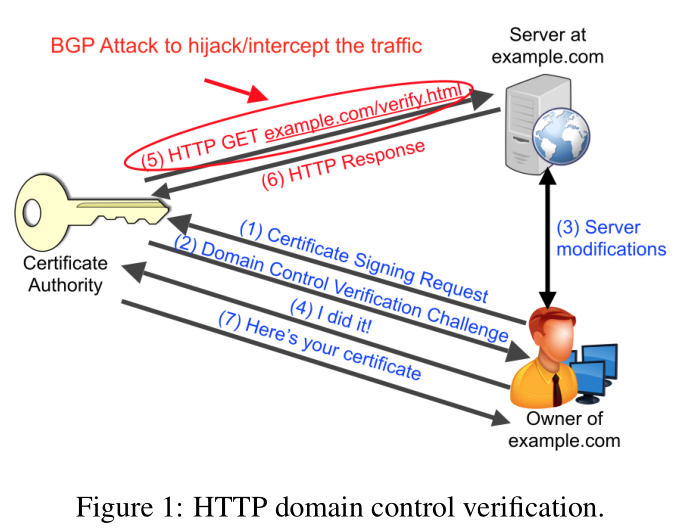 BGP Attack to hijack/intercept the traffic
Server at
example.com
(5) HTTP GET example.com/verify.html
(6) HTTP Response
(3) Server
modifications
Certificate
Authority
(1) Certificate Signing Request
(2) Domain Control Verification Challenge
(4) I did it!
(7) Here's your certificate
Owner of
example.com
Figure 1: HTTP domain control verification.